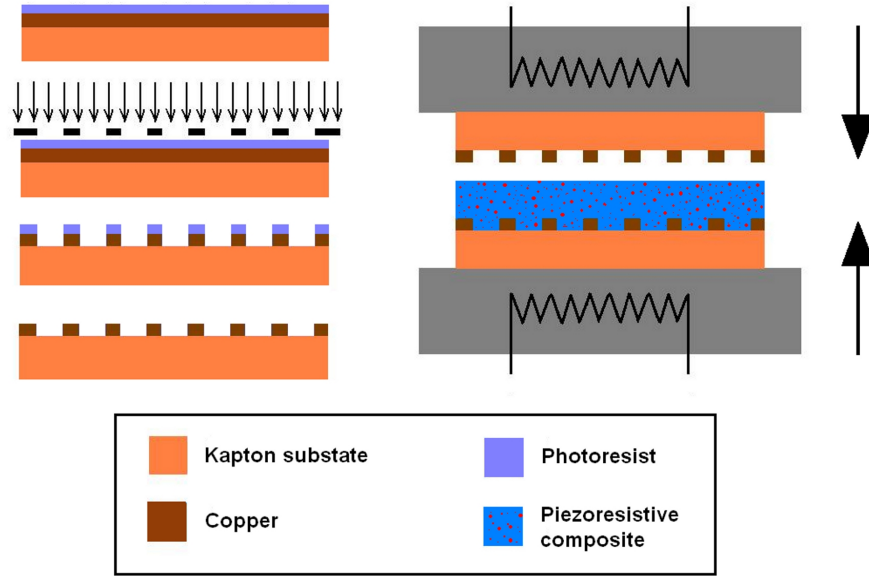 Kapton substate
Photoresist
Copper
Piezoresistive
composite